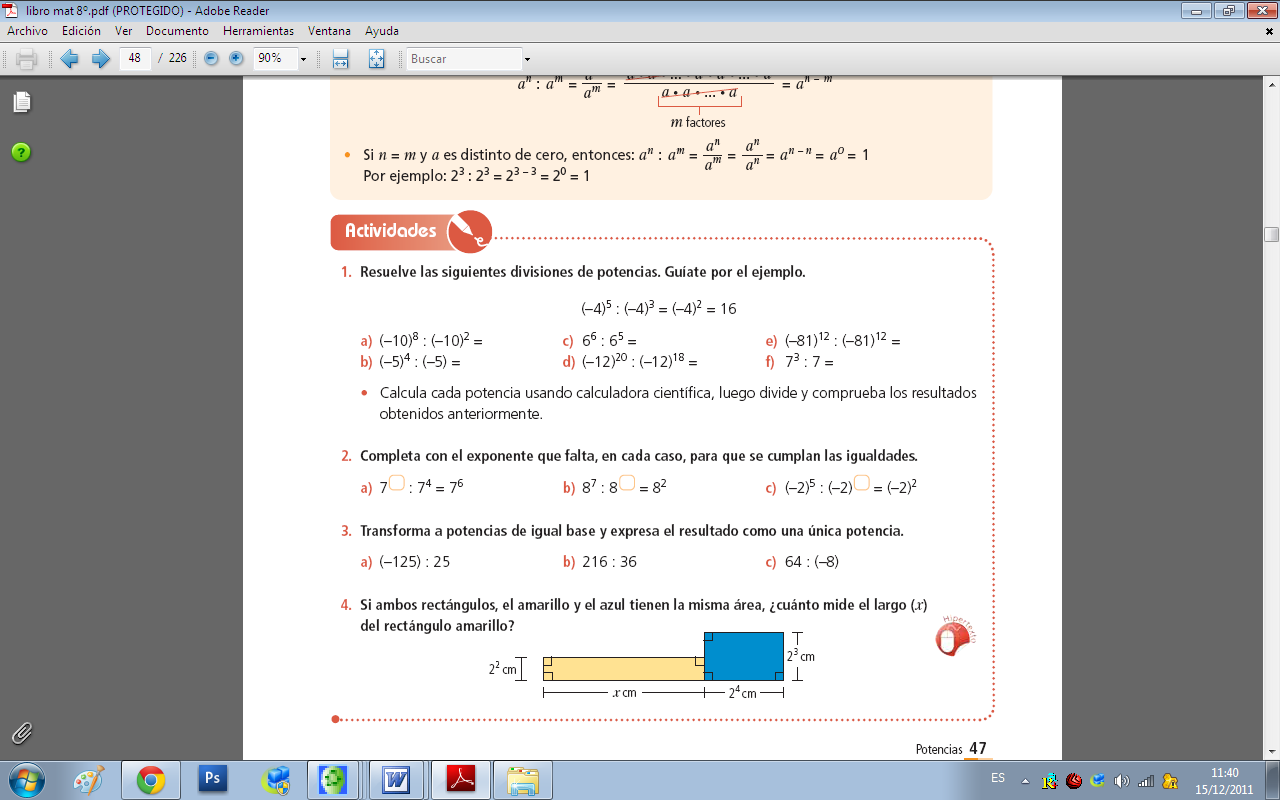 libro mat 8º.pdf (PROTEGIDO) - Adobe Reader
Archivo Edición Ver Documento Herramientas Ventana Ayuda
48 / 226 90% Buscar
aⁿ : aᵐ = aⁿ/aᵐ = a • a • ... • a • a • ... • a / a • a • ... • a = aⁿ ⁻ ᵐ
m factores
• Si n = m y a es distinto de cero, entonces: aⁿ : aᵐ = aⁿ/aᵐ = aⁿ/aⁿ = aⁿ ⁻ ⁿ = a⁰ = 1
Por ejemplo: 2³ : 2³ = 2³ ⁻ ³ = 2⁰ = 1
Actividades
1. Resuelve las siguientes divisiones de potencias. Guíate por el ejemplo.
(–4)⁵ : (–4)³ = (–4)² = 16
a) (–10)⁸ : (–10)² = c) 6⁶ : 6⁵ = e) (–81)¹² : (–81)¹² =
b) (–5)⁴ : (–5) = d) (–12)²⁰ : (–12)¹⁸ = f) 7³ : 7 =
• Calcula cada potencia usando calculadora científica, luego divide y comprueba los resultados
obtenidos anteriormente.
2. Completa con el exponente que falta, en cada caso, para que se cumplan las igualdades.
a) 7 : 7⁴ = 7⁶ b) 8⁷ : 8 = 8² c) (–2)⁵ : (–2) = (–2)²
3. Transforma a potencias de igual base y expresa el resultado como una única potencia.
a) (–125) : 25 b) 216 : 36 c) 64 : (–8)
4. Si ambos rectángulos, el amarillo y el azul tienen la misma área, ¿cuánto mide el largo (x)
del rectángulo amarillo?
Hipertexto
2² cm
2³ cm
x cm
2⁴ cm
Potencias 47
Ps
W
ES
11:40
15/12/2011